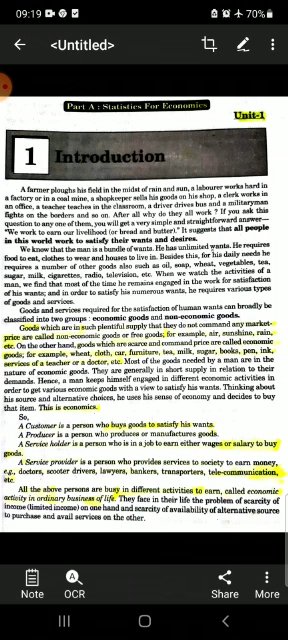 09:19
70%
<Untitled>
Part A : Statistics For Economics
Unit-1
1 Introduction
A farmer ploughs his field in the midst of rain and sun, a labourer works hard in
a factory or in a coal mine, a shopkeeper sells his goods on his shop, a clerk works in
an office, a teacher teaches in the classroom, a driver drives bus and a militaryman
fights on the borders and so on. After all why do they all work ? If you ask this
question to any one of them, you will get a very simple and straightforward answer—
"We work to earn our livelihood (or bread and butter)." It suggests that all people
in this world work to satisfy their wants and desires.
We know that the man is a bundle of wants. He has unlimited wants. He requires
food to eat, clothes to wear and houses to live in. Besides this, for his daily needs he
requires a number of other goods also such as oil, soap, wheat, vegetables, tea,
sugar, milk, cigarettes, radio, television, etc. When we watch the activities of a
man, we find that most of the time he remains engaged in the work for satisfaction
of his wants; and in order to satisfy his numerous wants, he requires various types
of goods and services.
Goods and services required for the satisfaction of human wants can broadly be
classified into two groups : economic goods and non-economic goods.
Goods which are in such plentiful supply that they do not command any market-
price are called non-economic goods or free goods; for example, air, sunshine, rain,
etc. On the other hand, goods which are scarce and command price are called economic
goods; for example, wheat, cloth, car, furniture, tea, milk, sugar, books, pen, ink,
services of a teacher or a doctor, etc. Most of the goods needed by a man are in the
nature of economic goods. They are generally in short supply in relation to their
demands. Hence, a man keeps himself engaged in different economic activities in
order to get various economic goods with a view to satisfy his wants. Thinking about
his source and alternative choices, he uses his sense of economy and decides to buy
that item. This is economics.
So,
A Customer is a person who buys goods to satisfy his wants.
A Producer is a person who produces or manufactures goods.
A Service holder is a person who is in a job to earn either wages or salary to buy
goods.
A Service provider is a person who provides services to society to earn money,
e.g., doctors, scooter drivers, lawyers, bankers, transporters, tele-communication,
etc.
All the above persons are busy in different activities to earn, called economic
activity in ordinary business of life. They face in their life the problem of scarcity of
income (limited income) on one hand and scarcity of availability of alternative source
to purchase and avail services on the other.
Note
A
OCR
Share
More